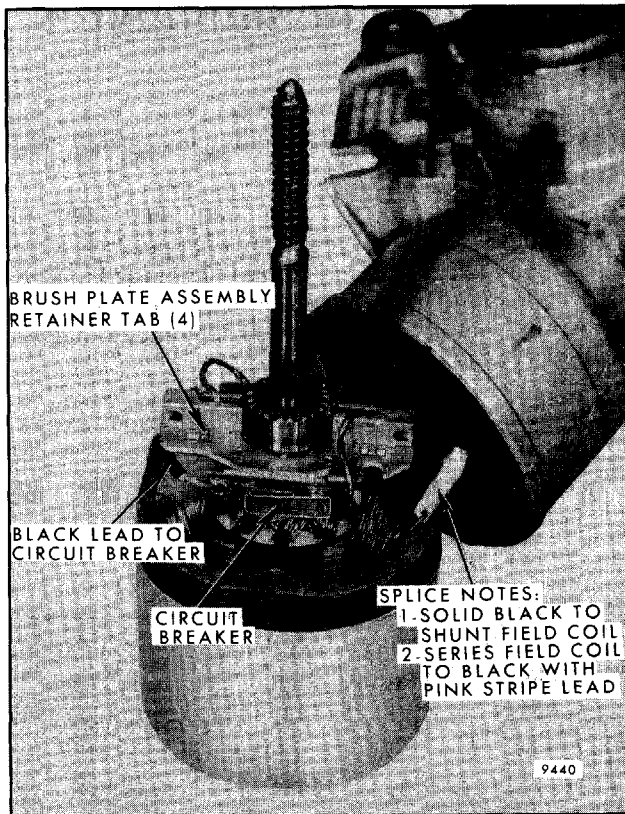 BRUSH PLATE ASSEMBLY
RETAINER TAB (4)
BLACK LEAD TO
CIRCUIT BREAKER
CIRCUIT
BREAKER
SPLICE NOTES:
1-SOLID BLACK TO
SHUNT FIELD COIL
2-SERIES FIELD COIL
TO BLACK WITH
PINK STRIPE LEAD
9440